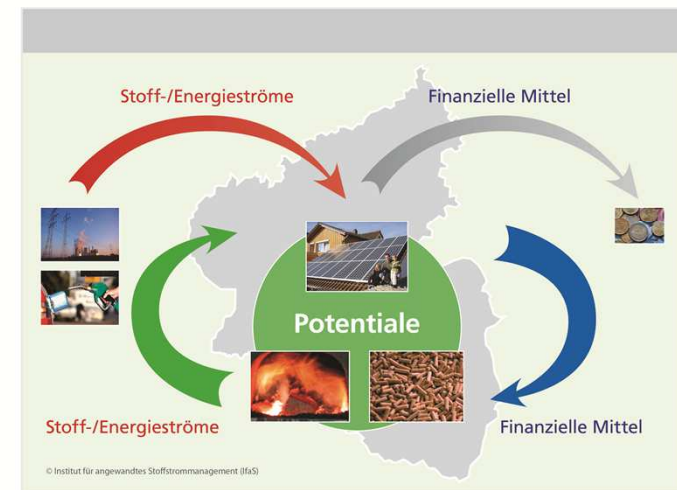 Stoff-/Energieströme
Finanzielle Mittel
Potentiale
Stoff-/Energieströme
Finanzielle Mittel
© Institut für angewandtes Stoffstrommanagement (IfaS)